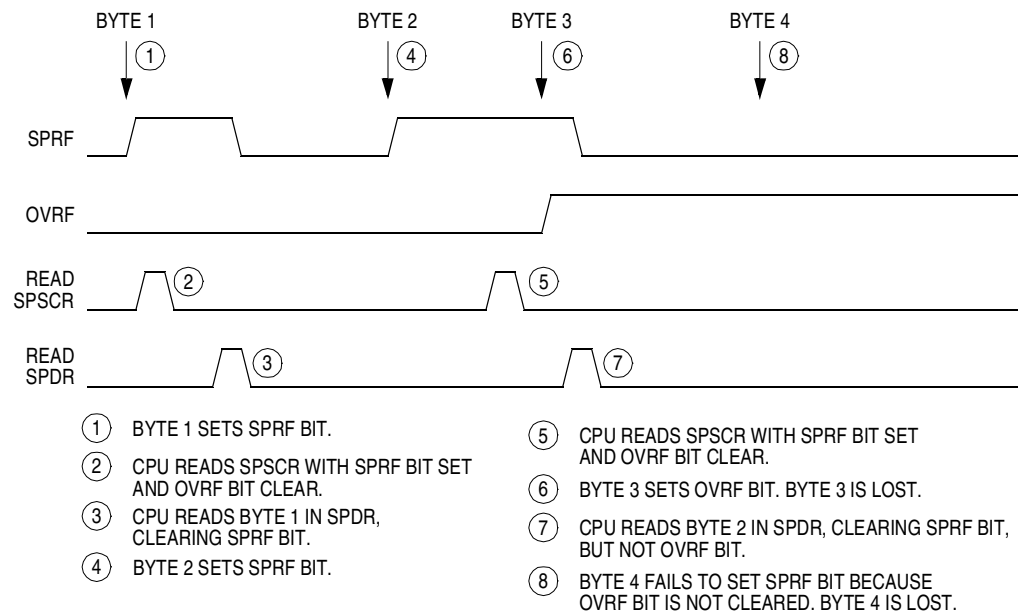 BYTE 1 BYTE 2 BYTE 3 BYTE 4
1 4 6 8
SPRF
OVRF
READ
SPSCR
2 5
READ
SPDR
3 7
1 BYTE 1 SETS SPRF BIT.
2 CPU READS SPSCR WITH SPRF BIT SET
AND OVRF BIT CLEAR.
3 CPU READS BYTE 1 IN SPDR,
CLEARING SPRF BIT.
4 BYTE 2 SETS SPRF BIT.
5 CPU READS SPSCR WITH SPRF BIT SET
AND OVRF BIT CLEAR.
6 BYTE 3 SETS OVRF BIT. BYTE 3 IS LOST.
7 CPU READS BYTE 2 IN SPDR, CLEARING SPRF BIT,
BUT NOT OVRF BIT.
8 BYTE 4 FAILS TO SET SPRF BIT BECAUSE
OVRF BIT IS NOT CLEARED. BYTE 4 IS LOST.